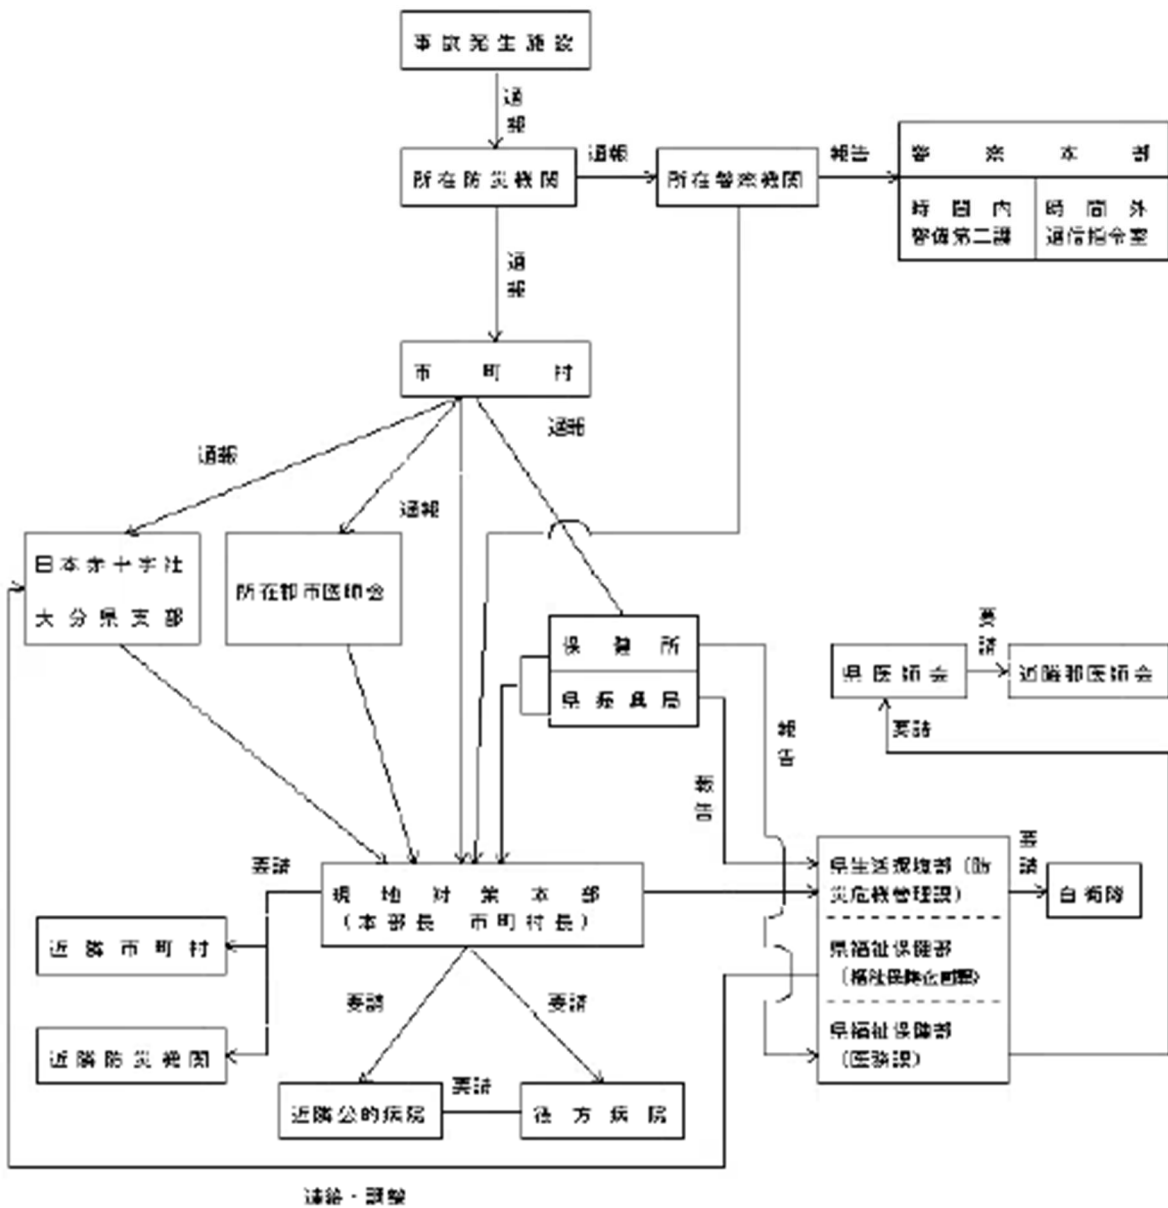 事故発生施設
通
報
所在防災機関
通報
所在警察機関
報告
警察本部
時間内
警備第二課
時間外
通信指令室
通
報
市町村
通報
通報
通報
日本赤十字社
大分県支部
所在郡市医師会
保健所
県振興局
要
請
県医師会
近隣郡医師会
要請
報
告
報
告
要請
現地対策本部
(本部長 市町村長)
県生活環境部(防
災危機管理課)
要
請
自衛隊
近隣市町村
県福祉保健部
(福祉保健企画課)
要請
要請
近隣防災機関
県福祉保健部
(医務課)
近隣公的病院
要請
後方病院
連絡・調整